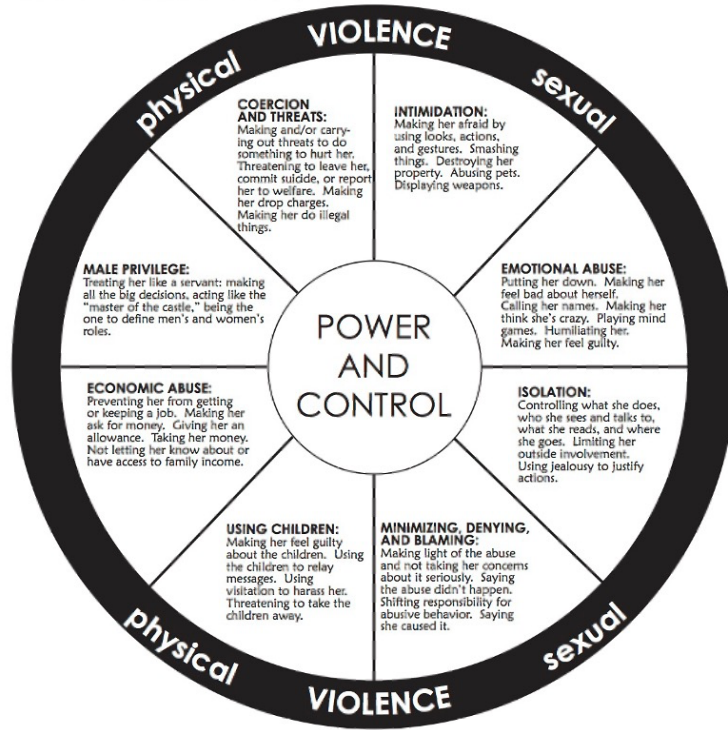 physical VIOLENCE sexual
COERCION
AND THREATS:
Making and/or carry-
ing out threats to do
something to hurt her.
Threatening to leave her,
commit suicide, or report
her to welfare. Making
her drop charges.
Making her do illegal
things.
INTIMIDATION:
Making her afraid by
using looks, actions,
and gestures. Smashing
things. Destroying her
property. Abusing pets.
Displaying weapons.
MALE PRIVILEGE:
Treating her like a servant: making
all the big decisions, acting like the
"master of the castle," being the
one to define men's and women's
roles.
EMOTIONAL ABUSE:
Putting her down. Making her
feel bad about herself.
Calling her names. Making her
think she's crazy. Playing mind
games. Humiliating her.
Making her feel guilty.
POWER
AND
CONTROL
ECONOMIC ABUSE:
Preventing her from getting
or keeping a job. Making her
ask for money. Giving her an
allowance. Taking her money.
Not letting her know about or
have access to family income.
ISOLATION:
Controlling what she does,
who she sees and talks to,
what she reads, and where
she goes. Limiting her
outside involvement.
Using jealousy to justify
actions.
USING CHILDREN:
Making her feel guilty
about the children. Using
the children to relay
messages. Using
visitation to harass her.
Threatening to take the
children away.
MINIMIZING, DENYING,
AND BLAMING:
Making light of the abuse
and not taking her concerns
about it seriously. Saying
the abuse didn't happen.
Shifting responsibility for
abusive behavior. Saying
she caused it.
physical VIOLENCE sexual